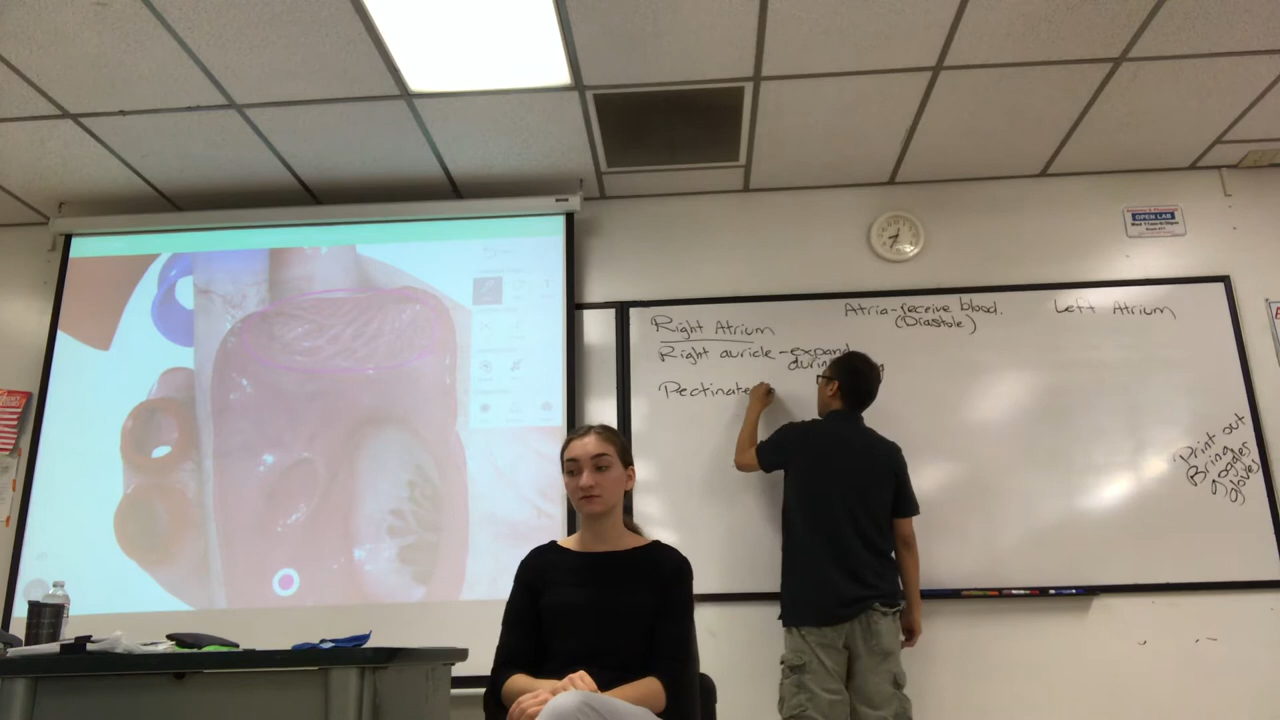 Right Atrium
Right auricle - expand
durin
Pectinate
Atria-receive blood.
(Diastole)
Left Atrium
Print out
Bring
goggles
gloves
OPEN LAB